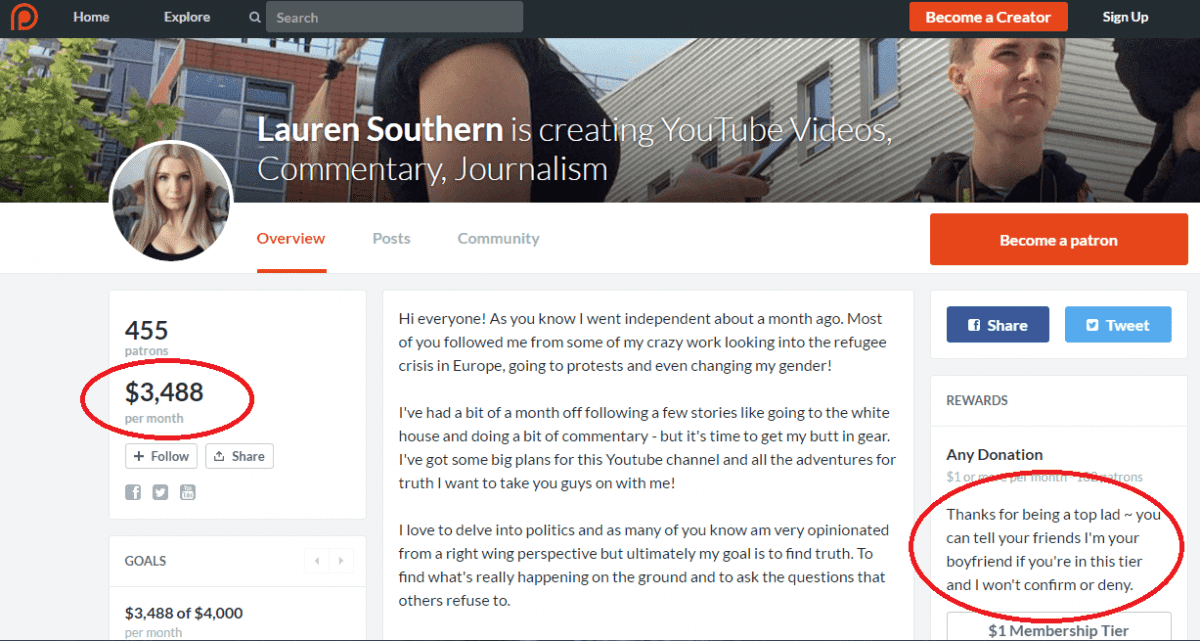 Home
Explore
Search
Become a Creator
Sign Up
Lauren Southern is creating YouTube Videos,
Commentary, Journalism
Overview
Posts
Community
Become a patron
455
patrons
$3,488
per month
+ Follow
Share
GOALS
$3,488 of $4,000
per month
Hi everyone! As you know I went independent about a month ago. Most
of you followed me from some of my crazy work looking into the refugee
crisis in Europe, going to protests and even changing my gender!
I've had a bit of a month off following a few stories like going to the white
house and doing a bit of commentary - but it's time to get my butt in gear.
I've got some big plans for this Youtube channel and all the adventures for
truth I want to take you guys on with me!
I love to delve into politics and as many of you know am very opinionated
from a right wing perspective but ultimately my goal is to find truth. To
find what's really happening on the ground and to ask the questions that
others refuse to.
Share
Tweet
REWARDS
Any Donation
$1 or more per month · patrons
Thanks for being a top lad ~ you
can tell your friends I'm your
boyfriend if you're in this tier
and I won't confirm or deny.
$1 Membership Tier